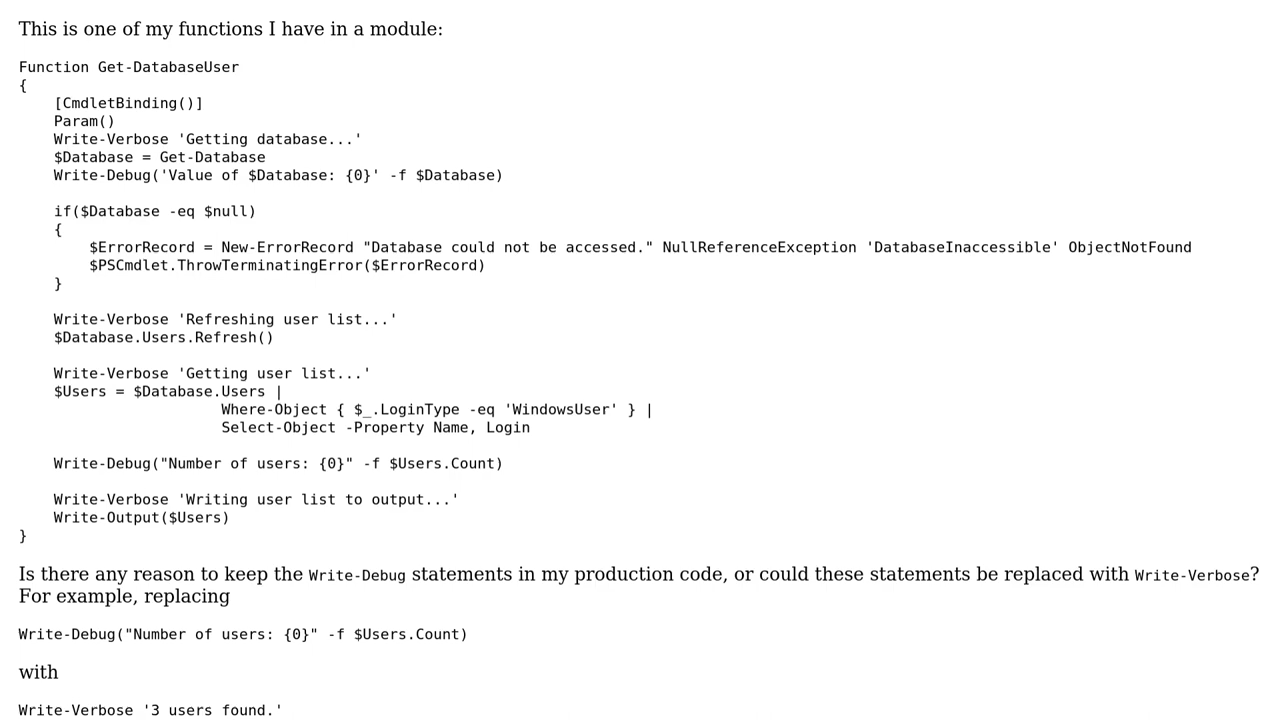 This is one of my functions I have in a module:
Function Get-DatabaseUser
{
    [CmdletBinding()]
    Param()
    Write-Verbose 'Getting database...'
    $Database = Get-Database
    Write-Debug('Value of $Database: {0}' -f $Database)

    if($Database -eq $null)
    {
        $ErrorRecord = New-ErrorRecord "Database could not be accessed." NullReferenceException 'DatabaseInaccessible' ObjectNotFound
        $PSCmdlet.ThrowTerminatingError($ErrorRecord)
    }

    Write-Verbose 'Refreshing user list...'
    $Database.Users.Refresh()

    Write-Verbose 'Getting user list...'
    $Users = $Database.Users |
                       Where-Object { $_.LoginType -eq 'WindowsUser' } |
                       Select-Object -Property Name, Login

    Write-Debug("Number of users: {0}" -f $Users.Count)

    Write-Verbose 'Writing user list to output...'
    Write-Output($Users)
}
Is there any reason to keep the Write-Debug statements in my production code, or could these statements be replaced with Write-Verbose?
For example, replacing
Write-Debug("Number of users: {0}" -f $Users.Count)
with
Write-Verbose '3 users found.'